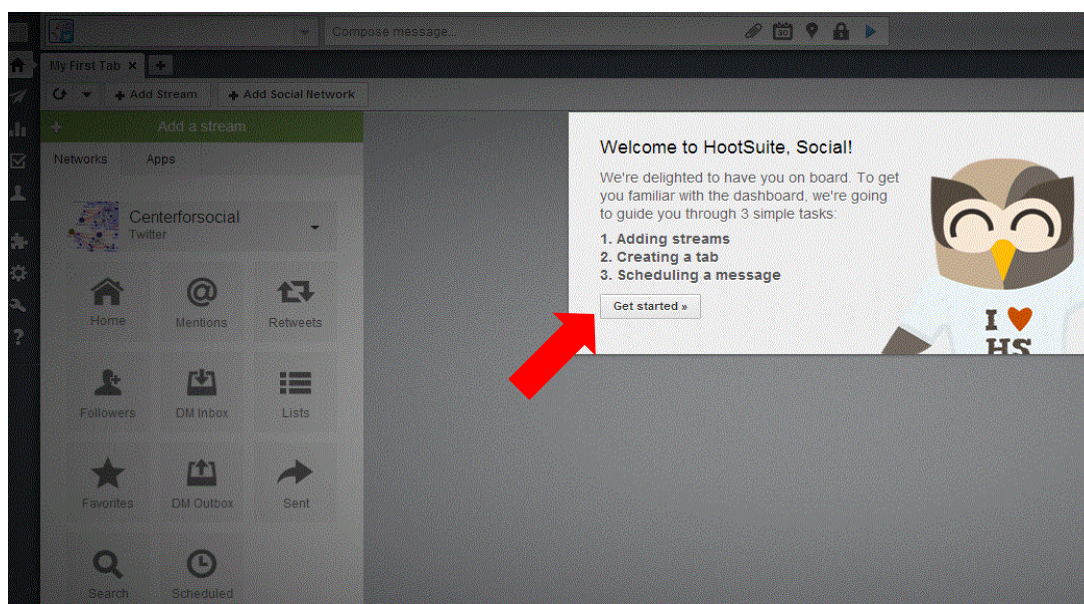 Compose message...
30
My First Tab ×
+ Add Stream
+ Add Social Network
+ Add a stream
Networks
Apps
Centerforsocial
Twitter
Home
Mentions
Retweets
Followers
DM Inbox
Lists
Favorites
DM Outbox
Sent
Search
Scheduled
Welcome to HootSuite, Social!
We're delighted to have you on board. To get
you familiar with the dashboard, we're going
to guide you through 3 simple tasks:
1. Adding streams
2. Creating a tab
3. Scheduling a message
Get started »
I
HS